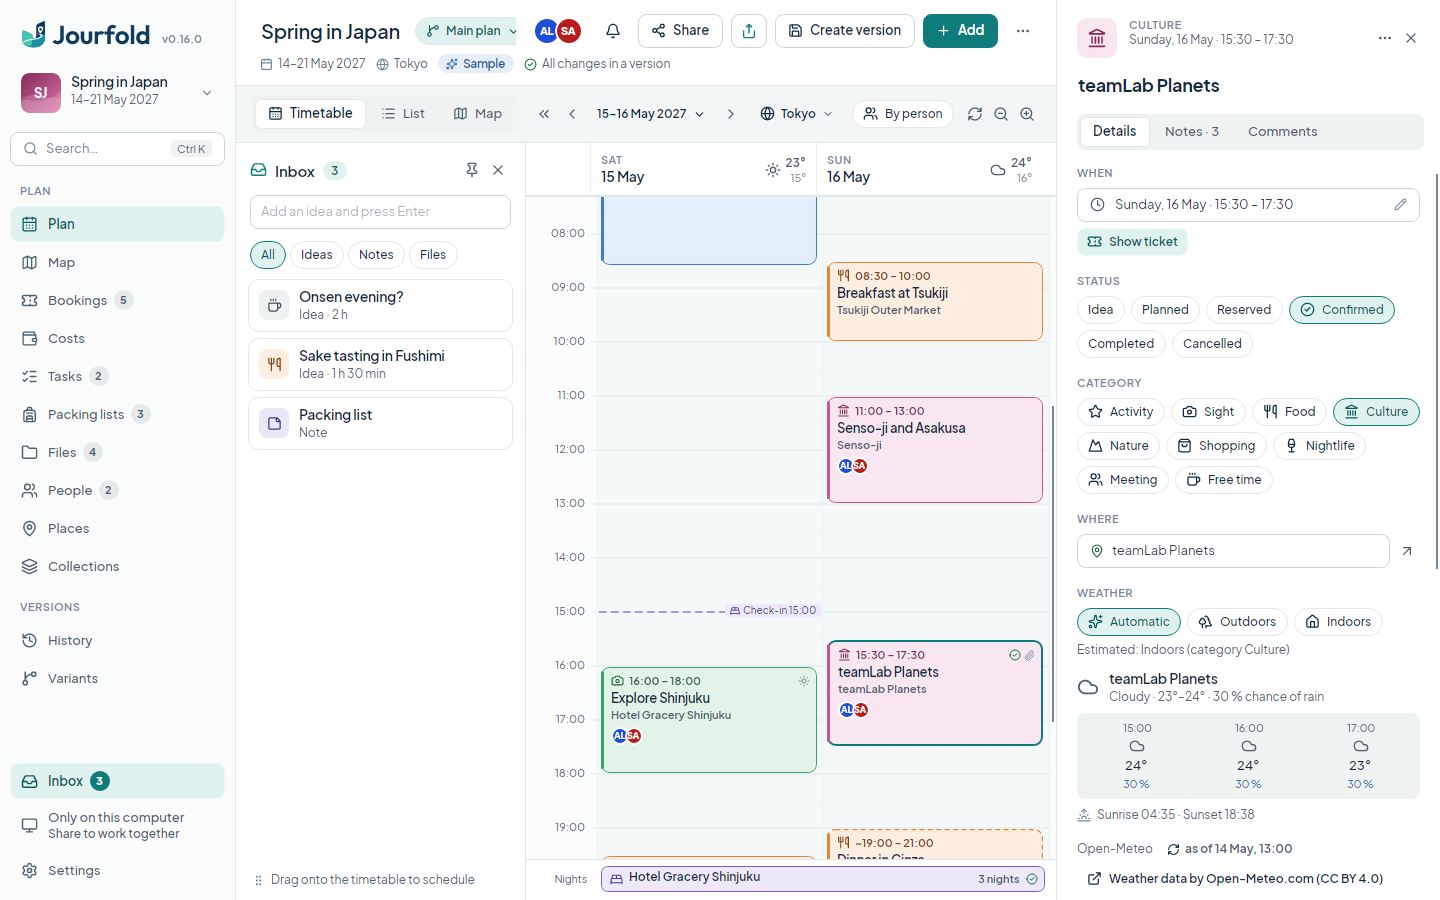 Jourfold v0.16.0
SJ
Spring in Japan
14–21 May 2027
Search... Ctrl K
PLAN
Plan
Map
Bookings 5
Costs
Tasks 2
Packing lists 3
Files 4
People 2
Places
Collections
VERSIONS
History
Variants
Inbox 3
Only on this computer
Share to work together
Settings
Spring in Japan
Main plan
AL SA
Share
Create version
Add
14–21 May 2027
Tokyo
Sample
All changes in a version
Timetable
List
Map
15–16 May 2027
Tokyo
By person
Inbox 3
Add an idea and press Enter
All
Ideas
Notes
Files
Onsen evening?
Idea · 2 h
Sake tasting in Fushimi
Idea · 1 h 30 min
Packing list
Note
Drag onto the timetable to schedule
SAT
15 May
23°
15°
SUN
16 May
24°
16°
08:00
09:00
10:00
11:00
12:00
13:00
14:00
15:00
16:00
17:00
18:00
19:00
Check-in 15:00
16:00 – 18:00
Explore Shinjuku
Hotel Gracery Shinjuku
AL SA
08:30 – 10:00
Breakfast at Tsukiji
Tsukiji Outer Market
11:00 – 13:00
Senso-ji and Asakusa
Senso-ji
AL SA
15:30 – 17:30
teamLab Planets
teamLab Planets
AL SA
~19:00 – 21:00
Dinner in Ginza
Nights
Hotel Gracery Shinjuku
3 nights
CULTURE
Sunday, 16 May · 15:30 – 17:30
teamLab Planets
Details
Notes · 3
Comments
WHEN
Sunday, 16 May · 15:30 – 17:30
Show ticket
STATUS
Idea
Planned
Reserved
Confirmed
Completed
Cancelled
CATEGORY
Activity
Sight
Food
Culture
Nature
Shopping
Nightlife
Meeting
Free time
WHERE
teamLab Planets
WEATHER
Automatic
Outdoors
Indoors
Estimated: Indoors (category Culture)
teamLab Planets
Cloudy · 23°–24° · 30 % chance of rain
15:00 16:00 17:00
24° 24° 23°
30 % 30 % 30 %
Sunrise 04:35 · Sunset 18:38
Open-Meteo as of 14 May, 13:00
Weather data by Open-Meteo.com (CC BY 4.0)